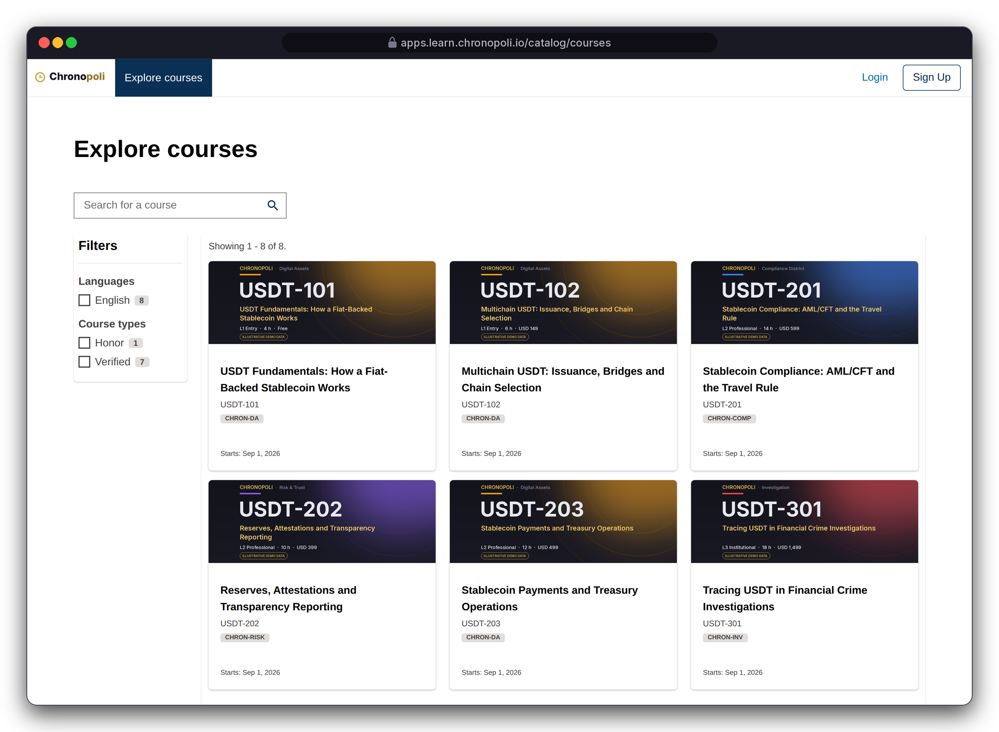 apps.learn.chronopoli.io/catalog/courses
Chronopoli
Explore courses
Login
Sign Up
Explore courses
Search for a course
Filters
Languages
English 8
Course types
Honor 1
Verified 7
Showing 1 - 8 of 8.
CHRONOPOLI · Digital Assets
USDT-101
USDT Fundamentals: How a Fiat-Backed
Stablecoin Works
L1 Entry · 4 h · Free
ILLUSTRATIVE DEMO DATA
USDT Fundamentals: How a Fiat-
Backed Stablecoin Works
USDT-101
CHRON-DA
Starts: Sep 1, 2026
CHRONOPOLI · Digital Assets
USDT-102
Multichain USDT: Issuance, Bridges and Chain
Selection
L1 Entry · 6 h · USD 149
ILLUSTRATIVE DEMO DATA
Multichain USDT: Issuance, Bridges and
Chain Selection
USDT-102
CHRON-DA
Starts: Sep 1, 2026
CHRONOPOLI · Compliance District
USDT-201
Stablecoin Compliance: AML/CFT and the Travel
Rule
L2 Professional · 14 h · USD 599
ILLUSTRATIVE DEMO DATA
Stablecoin Compliance: AML/CFT and
the Travel Rule
USDT-201
CHRON-COMP
Starts: Sep 1, 2026
CHRONOPOLI · Risk & Trust
USDT-202
Reserves, Attestations and Transparency
Reporting
L2 Professional · 10 h · USD 399
ILLUSTRATIVE DEMO DATA
Reserves, Attestations and
Transparency Reporting
USDT-202
CHRON-RISK
Starts: Sep 1, 2026
CHRONOPOLI · Digital Assets
USDT-203
Stablecoin Payments and Treasury Operations
L2 Professional · 12 h · USD 499
ILLUSTRATIVE DEMO DATA
Stablecoin Payments and Treasury
Operations
USDT-203
CHRON-DA
Starts: Sep 1, 2026
CHRONOPOLI · Investigation
USDT-301
Tracing USDT in Financial Crime Investigations
L3 Institutional · 18 h · USD 1,499
ILLUSTRATIVE DEMO DATA
Tracing USDT in Financial Crime
Investigations
USDT-301
CHRON-INV
Starts: Sep 1, 2026